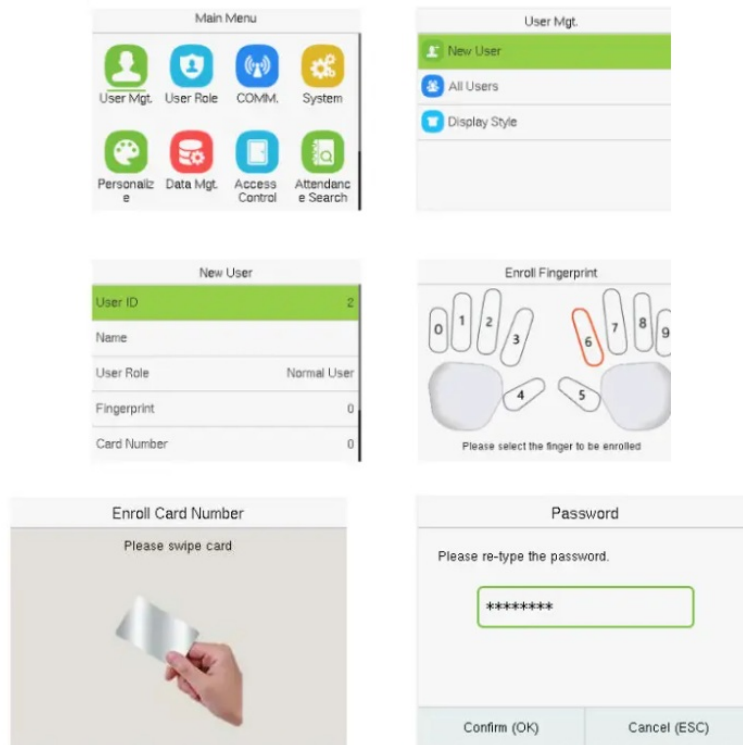 Main Menu
User Mgt.
User Role
COMM.
System
Personaliz
e
Data Mgt.
Access
Control
Attendanc
e Search
User Mgt.
New User
All Users
Display Style
New User
User ID 2
Name
User Role Normal User
Fingerprint 0
Card Number 0
Enroll Fingerprint
0 1 2 3 4 5 6 7 8 9
Please select the finger to be enrolled
Enroll Card Number
Please swipe card
Password
Please re-type the password.
********
Confirm (OK) Cancel (ESC)